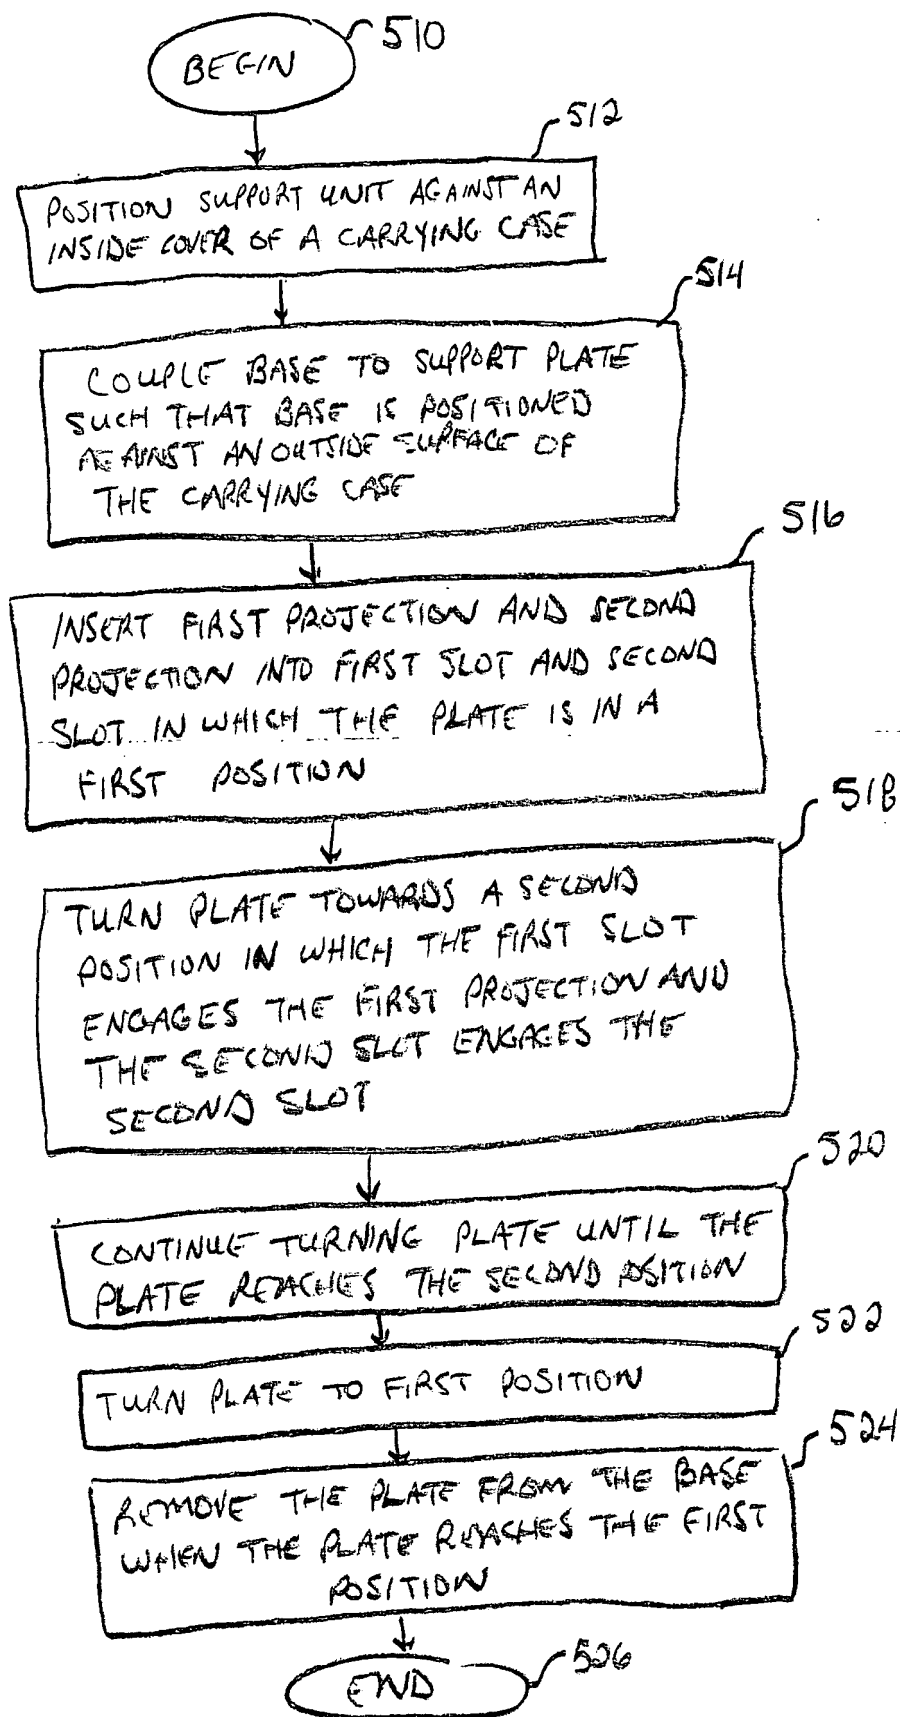 510
BEGIN
512
POSITION SUPPORT UNIT AGAINST AN
INSIDE COVER OF A CARRYING CASE
514
COUPLE BASE TO SUPPORT PLATE
SUCH THAT BASE IS POSITIONED
AGAINST AN OUTSIDE SURFACE OF
THE CARRYING CASE
516
INSERT FIRST PROJECTION AND SECOND
PROJECTION INTO FIRST SLOT AND SECOND
SLOT IN WHICH THE PLATE IS IN A
FIRST POSITION
518
TURN PLATE TOWARDS A SECOND
POSITION IN WHICH THE FIRST SLOT
ENGAGES THE FIRST PROJECTION AND
THE SECOND SLOT ENGAGES THE
SECOND SLOT
520
CONTINUE TURNING PLATE UNTIL THE
PLATE REACHES THE SECOND POSITION
522
TURN PLATE TO FIRST POSITION
524
REMOVE THE PLATE FROM THE BASE
WHEN THE PLATE REACHES THE FIRST
POSITION
526
END